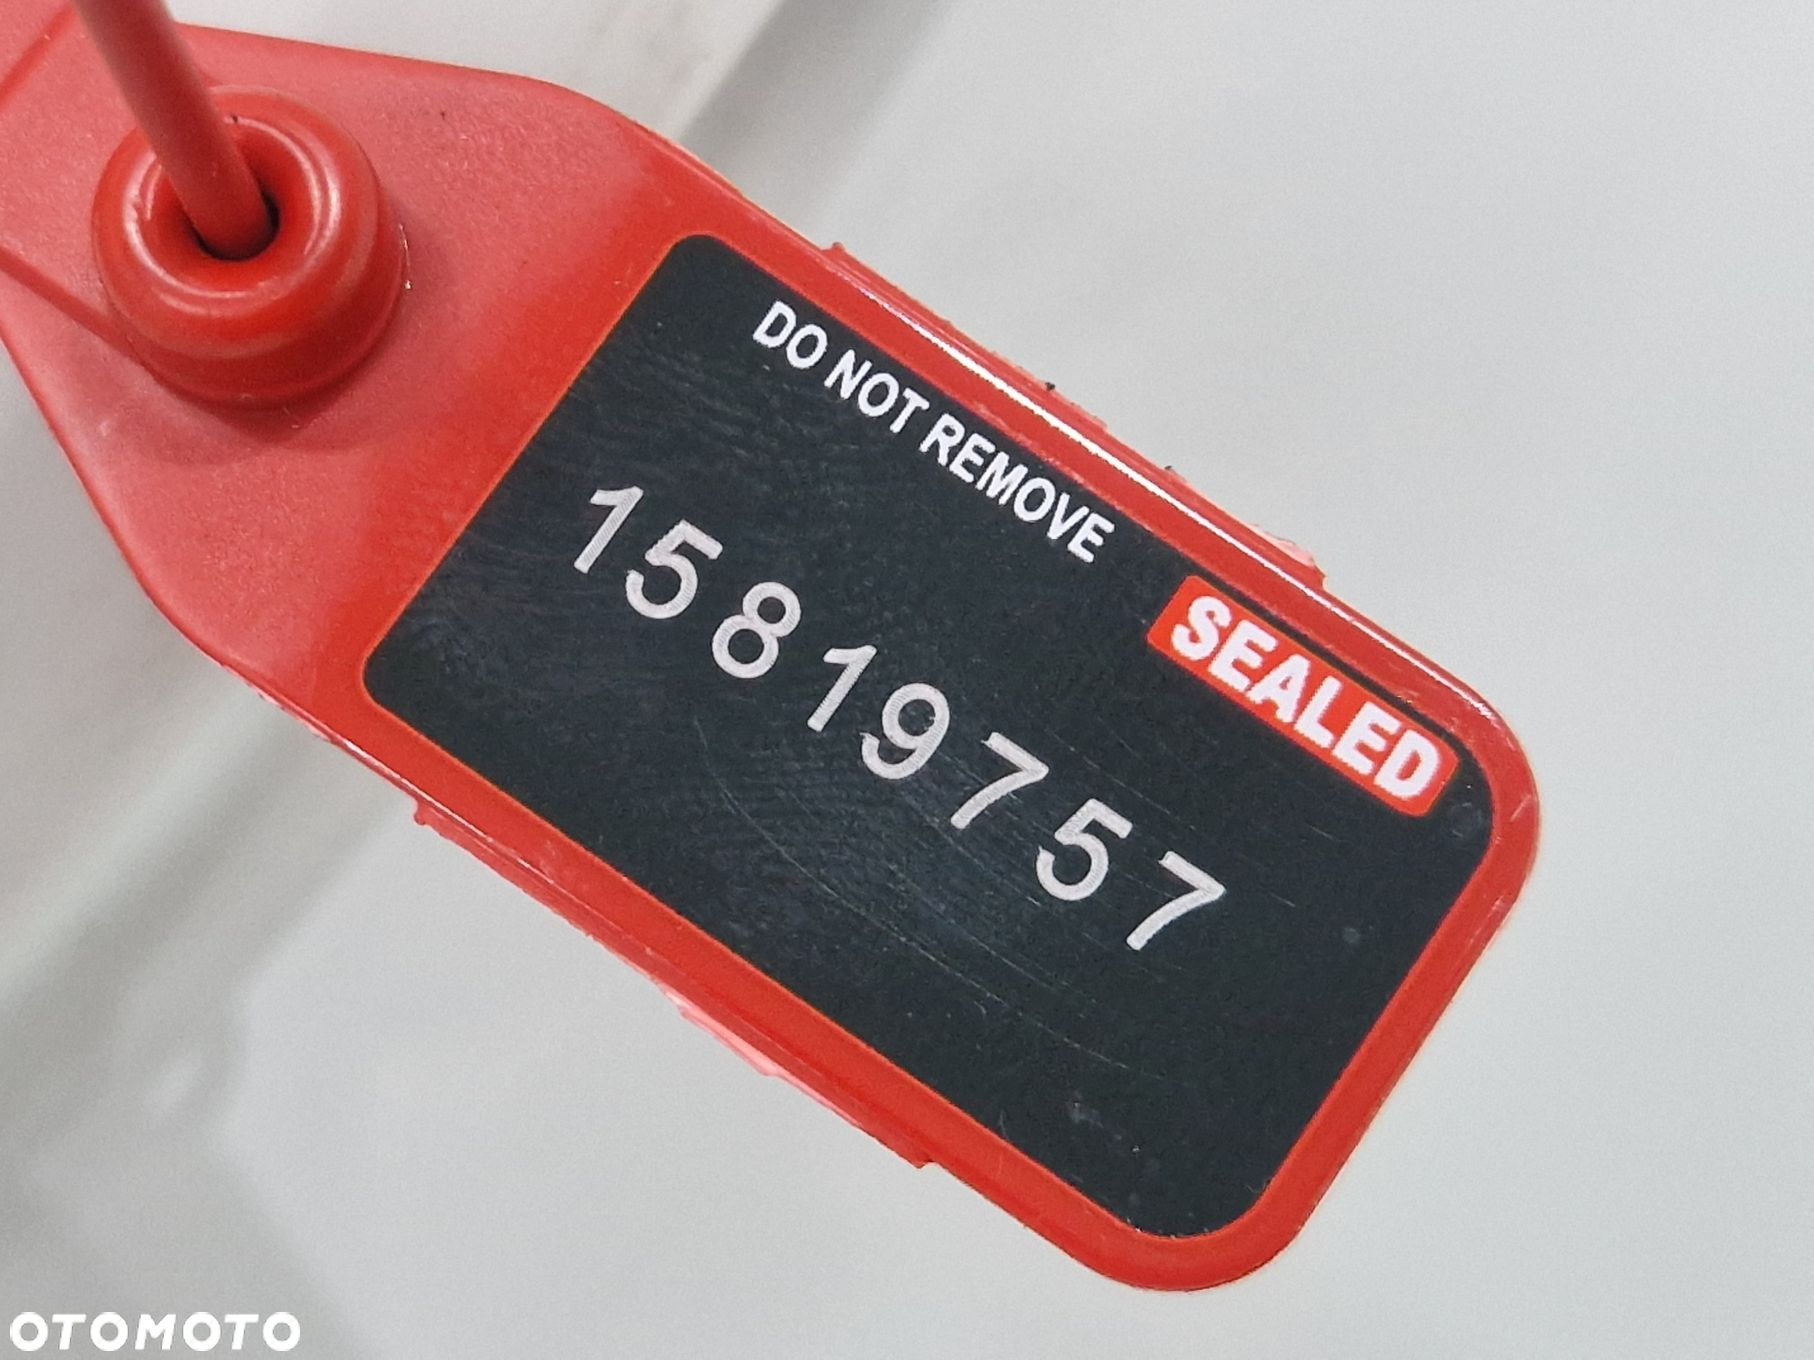 DO NOT REMOVE
SEALED
15819757
OTOMOTO